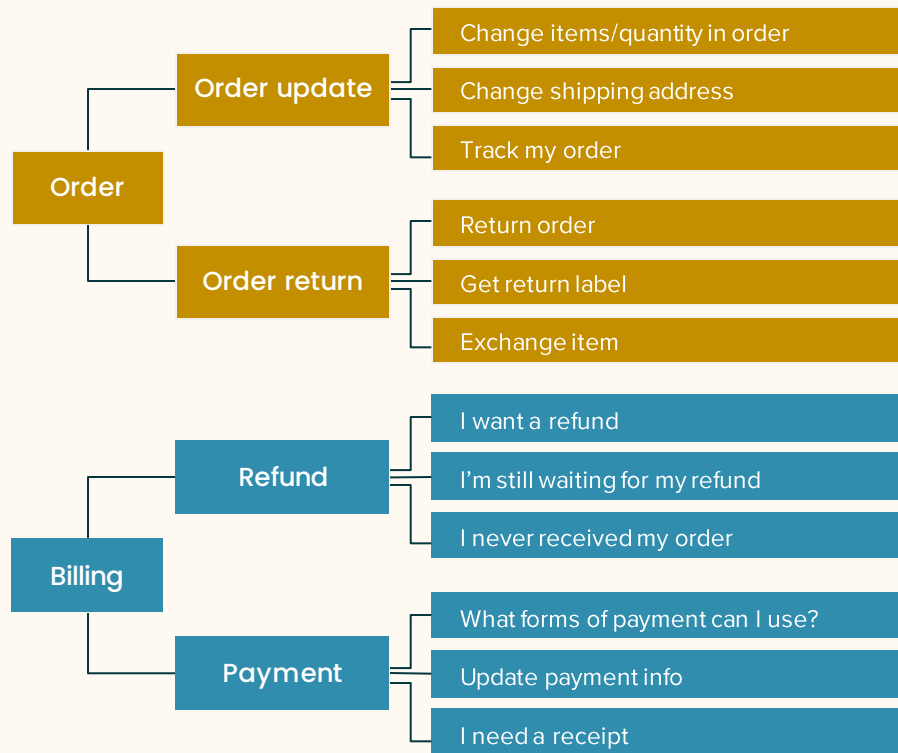 Order
Order update
Change items/quantity in order
Change shipping address
Track my order
Order return
Return order
Get return label
Exchange item
Billing
Refund
I want a refund
I’m still waiting for my refund
I never received my order
Payment
What forms of payment can I use?
Update payment info
I need a receipt